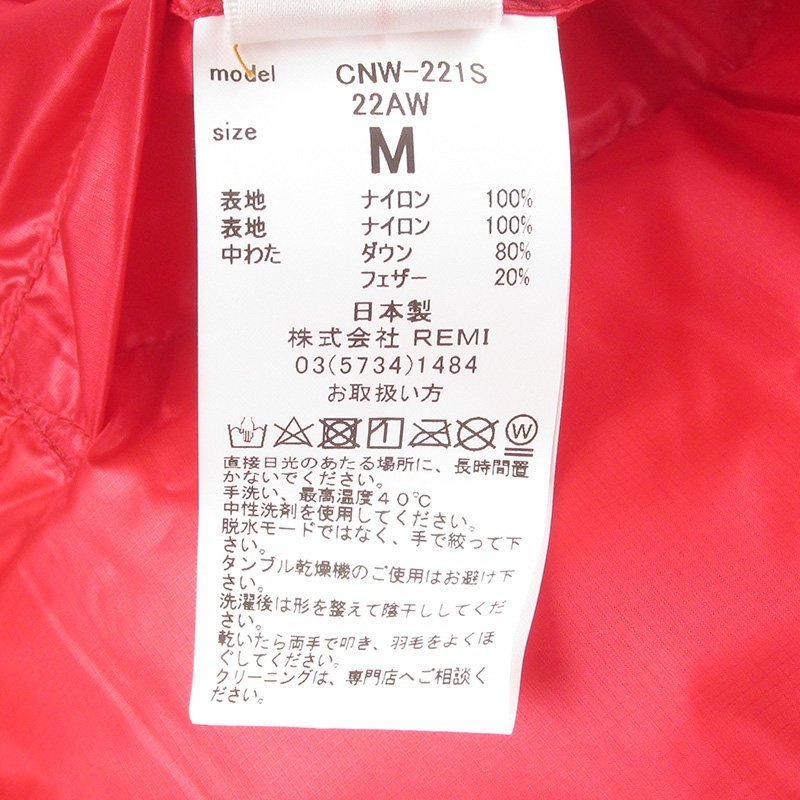 model CNW-221S
22AW
size M
表地 ナイロン 100%
表地 ナイロン 100%
中わた ダウン 80%
フェザー 20%
日本製
株式会社 REMI
03(5734)1484
お取扱い方
W
直接日光のあたる場所に、長時間置
かないでください。
手洗い、最高温度40℃
中性洗剤を使用してください。
脱水モードではなく、手で絞って下
さい。
タンブル乾燥機のご使用はお避け下
さい。
洗濯後は形を整えて陰干ししてくだ
さい。
乾いたら両手で叩き、羽毛をよくほ
ぐしてください。
クリーニングは、専門店へご相談く
ださい。